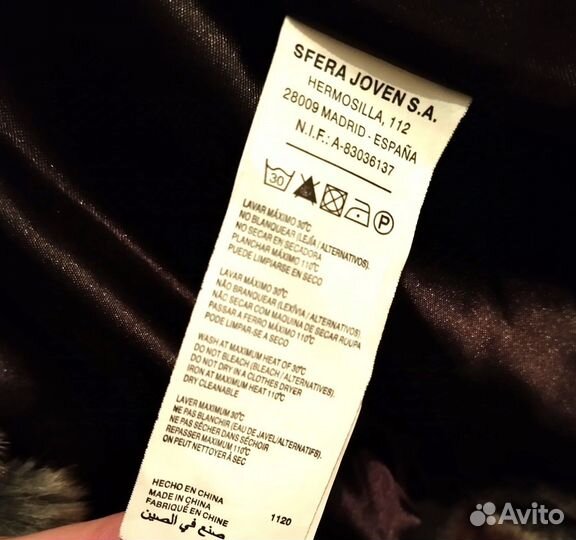 SFERA JOVEN S.A.
HERMOSILLA, 112
28009 MADRID - ESPAÑA
N.I.F.: A-83036137
30
P
LAVAR MÁXIMO 30ºC
NO BLANQUEAR (LEJÍA / ALTERNATIVOS).
NO SECAR EN SECADORA
PLANCHAR MÁXIMO 110ºC
PUEDE LIMPIARSE EN SECO
LAVAR MÁXIMO 30ºC
NÃO BRANQUEAR (LEXÍVIA / ALTERNATIVOS)
NÃO SECAR COM MAQUINA DE SECAR RUUPA
PASSAR A FERRO MÁXIMO 110ºC
PODE LIMPAR-SE A SECO
WASH AT MAXIMUM HEAT OF 30ºC
DO NOT BLEACH (BLEACH / ALTERNATIVES).
DO NOT DRY IN A CLOTHES DRYER
IRON AT MAXIMUM HEAT 110ºC
DRY CLEANABLE
LAVER MAXIMUM 30ºC
NE PAS BLANCHIR (EAU DE JAVEL/ALTERNATIFS).
NE PAS SÉCHER DANS SÉCHOIR
REPASSER MAXIMUM 110ºC
ON PEUT NETTOYER À SEC
HECHO EN CHINA
MADE IN CHINA
FABRIQUÉ EN CHINE
صنع في الصين
1120
Avito